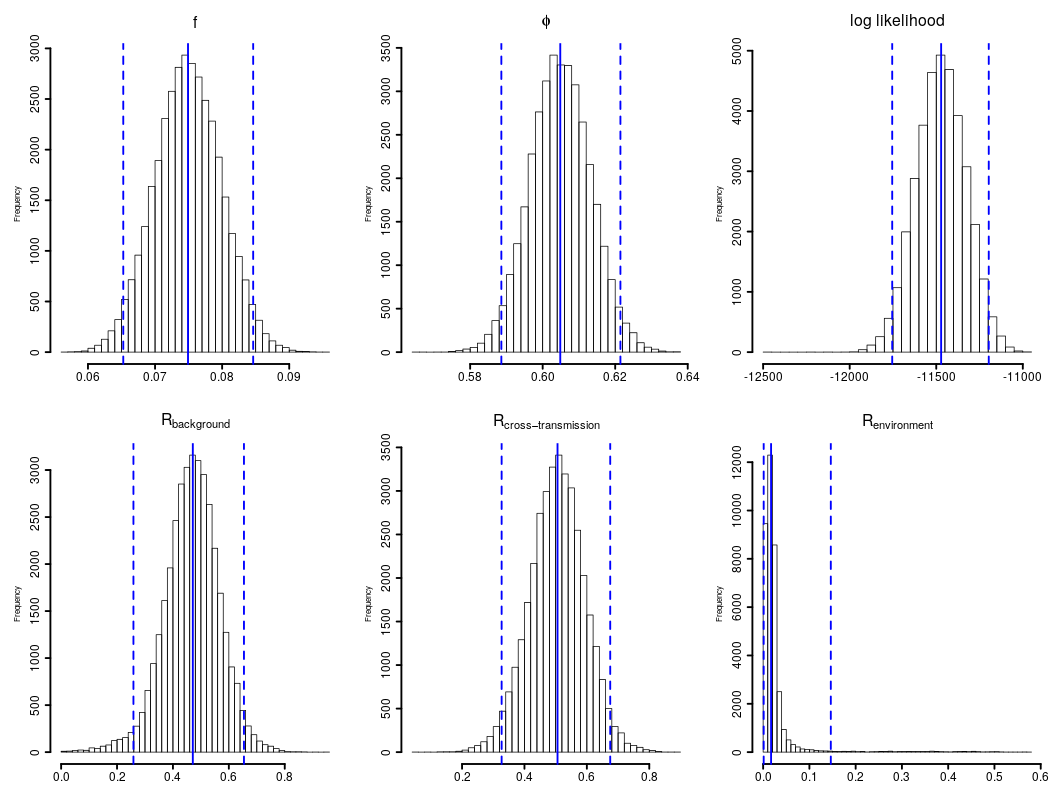 f
Frequency
0 500 1000 1500 2000 2500 3000
0.06 0.07 0.08 0.09
ϕ
Frequency
0 500 1000 1500 2000 2500 3000 3500
0.58 0.60 0.62 0.64
log likelihood
Frequency
0 1000 2000 3000 4000 5000
-12500 -12000 -11500 -11000
Rbackground
Frequency
0 500 1000 1500 2000 2500 3000
0.0 0.2 0.4 0.6 0.8
Rcross−transmission
Frequency
0 500 1000 1500 2000 2500 3000 3500
0.2 0.4 0.6 0.8
Renvironment
Frequency
0 2000 4000 6000 8000 10000 12000
0.0 0.1 0.2 0.3 0.4 0.5 0.6